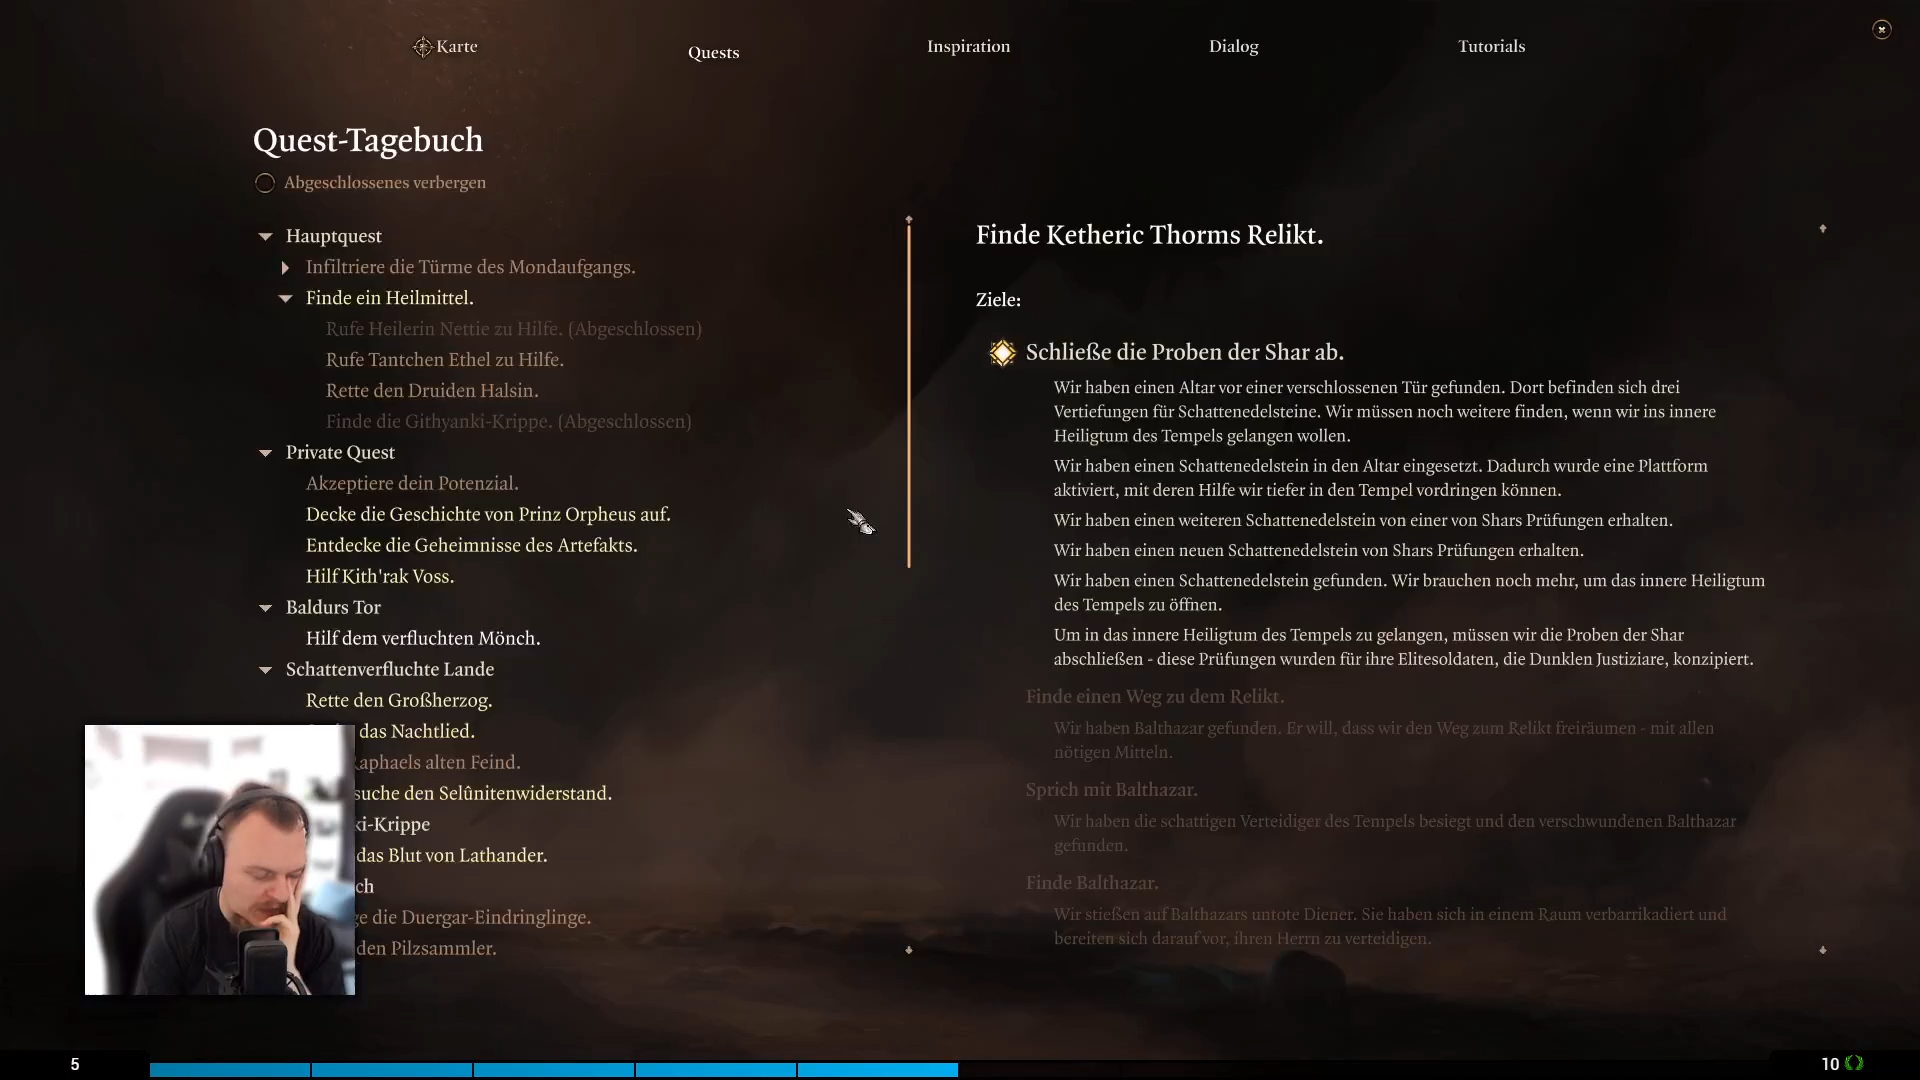 Karte
Quests
Inspiration
Dialog
Tutorials
Quest-Tagebuch
Abgeschlossenes verbergen
Hauptquest
Infiltriere die Türme des Mondaufgangs.
Finde ein Heilmittel.
Rufe Heilerin Nettie zu Hilfe. (Abgeschlossen)
Rufe Tantchen Ethel zu Hilfe.
Rette den Druiden Halsin.
Finde die Githyanki-Krippe. (Abgeschlossen)
Private Quest
Akzeptiere dein Potenzial.
Decke die Geschichte von Prinz Orpheus auf.
Entdecke die Geheimnisse des Artefakts.
Hilf Kith'rak Voss.
Baldurs Tor
Hilf dem verfluchten Mönch.
Schattenverfluchte Lande
Rette den Großherzog.
das Nachtlied.
Raphaels alten Feind.
suche den Selûnitenwiderstand.
ki-Krippe
das Blut von Lathander.
ch
ge die Duergar-Eindringlinge.
den Pilzsammler.
Finde Ketheric Thorms Relikt.
Ziele:
Schließe die Proben der Shar ab.
Wir haben einen Altar vor einer verschlossenen Tür gefunden. Dort befinden sich drei
Vertiefungen für Schattenedelsteine. Wir müssen noch weitere finden, wenn wir ins innere
Heiligtum des Tempels gelangen wollen.
Wir haben einen Schattenedelstein in den Altar eingesetzt. Dadurch wurde eine Plattform
aktiviert, mit deren Hilfe wir tiefer in den Tempel vordringen können.
Wir haben einen weiteren Schattenedelstein von einer von Shars Prüfungen erhalten.
Wir haben einen neuen Schattenedelstein von Shars Prüfungen erhalten.
Wir haben einen Schattenedelstein gefunden. Wir brauchen noch mehr, um das innere Heiligtum
des Tempels zu öffnen.
Um in das innere Heiligtum des Tempels zu gelangen, müssen wir die Proben der Shar
abschließen - diese Prüfungen wurden für ihre Elitesoldaten, die Dunklen Justiziare, konzipiert.
Finde einen Weg zu dem Relikt.
Wir haben Balthazar gefunden. Er will, dass wir den Weg zum Relikt freiräumen - mit allen
nötigen Mitteln.
Sprich mit Balthazar.
Wir haben die schattigen Verteidiger des Tempels besiegt und den verschwundenen Balthazar
gefunden.
Finde Balthazar.
Wir stießen auf Balthazars untote Diener. Sie haben sich in einem Raum verbarrikadiert und
bereiten sich darauf vor, ihren Herrn zu verteidigen.
5
10